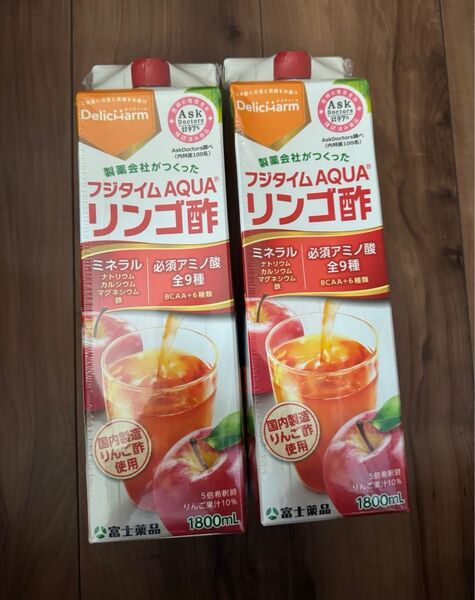 DelicHarm
Ask
Doctors
97%
AskDoctors調べ
(内科医100名)
製薬会社がつくった
フジタイムAQUA®
リンゴ酢
ミネラル
ナトリウム
カルシウム
マグネシウム
鉄
必須アミノ酸
全9種
BCAA+6種類
国内製造
りんご酢
使用
5倍希釈時
りんご果汁10%
富士薬品
1800mL
DelicHarm
Ask
Doctors
97%
AskDoctors調べ
(内科医100名)
製薬会社がつくった
フジタイムAQUA®
リンゴ酢
ミネラル
ナトリウム
カルシウム
マグネシウム
鉄
必須アミノ酸
全9種
BCAA+6種類
国内製造
りんご酢
使用
5倍希釈時
りんご果汁10%
富士薬品
1800mL